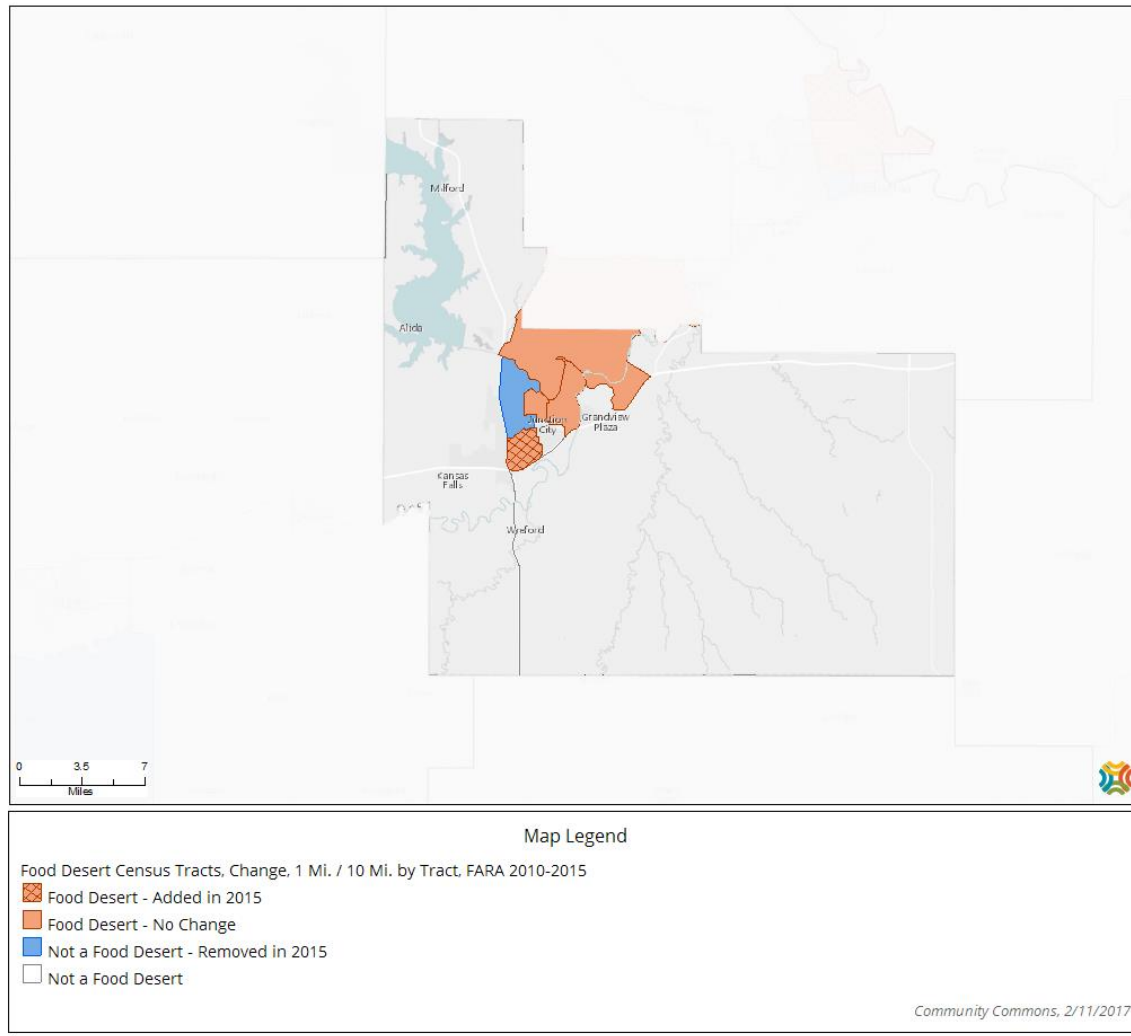 Milford
Alida
Junction
City
Grandview
Plaza
Kansas
Falls
Wreford
0 3.5 7
Miles
Map Legend
Food Desert Census Tracts, Change, 1 Mi. / 10 Mi. by Tract, FARA 2010-2015
Food Desert - Added in 2015
Food Desert - No Change
Not a Food Desert - Removed in 2015
Not a Food Desert
Community Commons, 2/11/2017